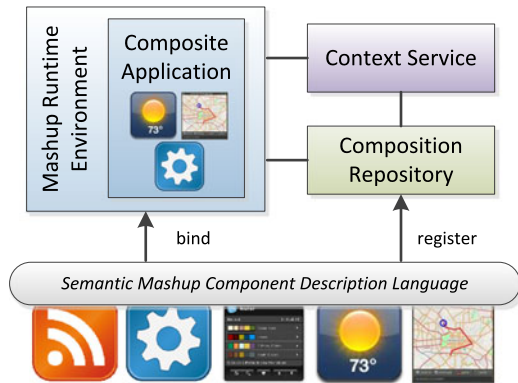 Mashup Runtime
Environment
Composite
Application
73°
Context Service
Composition
Repository
bind
register
Semantic Mashup Component Description Language
73°